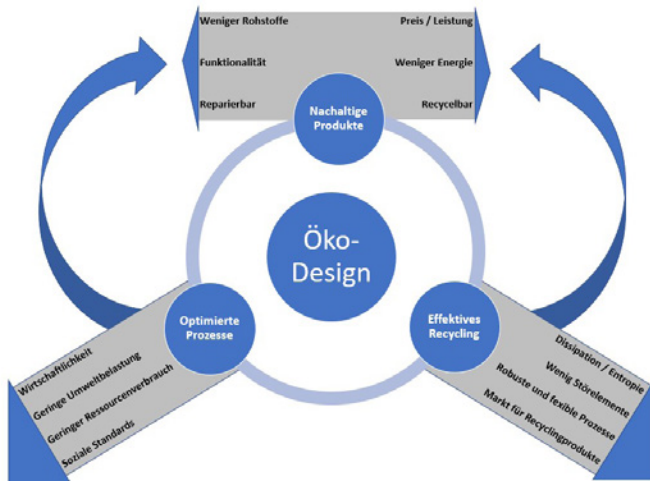 Weniger Rohstoffe
Preis / Leistung
Funktionalität
Weniger Energie
Reparierbar
Recycelbar
Nachaltige
Produkte
Öko-
Design
Optimierte
Prozesse
Effektives
Recycling
Wirtschaftlichkeit
Geringe Umweltbelastung
Geringer Ressourcenverbrauch
Soziale Standards
Dissipation / Entropie
Wenig Störelemente
Robuste und fexible Prozesse
Markt für Recyclingprodukte